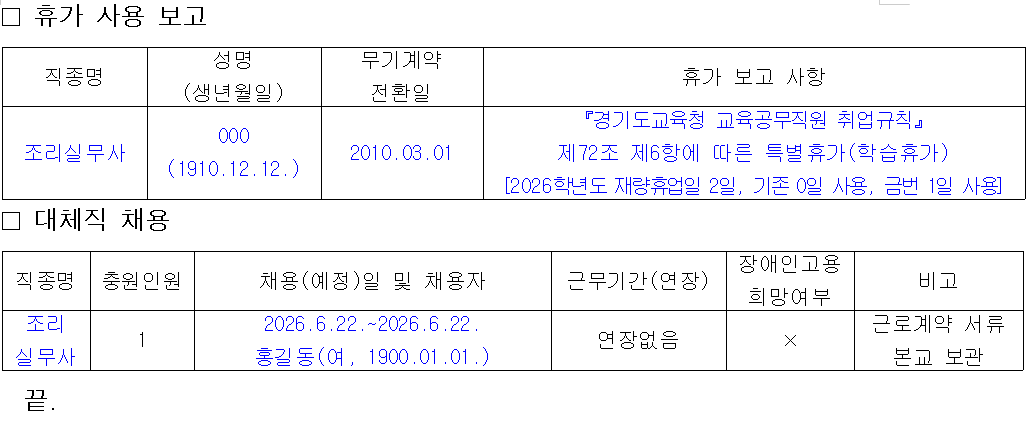 □ 휴가 사용 보고
직종명 성명 (생년월일) 무기계약 전환일 휴가 보고 사항
조리실무사 000 (1910.12.12.) 2010.03.01 『경기도교육청 교육공무직원 취업규칙』
제72조 제6항에 따른 특별휴가(학습휴가)
[2026학년도 재량휴업일 2일, 기존 0일 사용, 금번 1일 사용]
□ 대체직 채용
직종명 충원인원 채용(예정)일 및 채용자 근무기간(연장) 장애인고용 희망여부 비고
조리 실무사 1 2026.6.22.~2026.6.22. 홍길동(여, 1900.01.01.) 연장없음 × 근로계약 서류 본교 보관
끝.